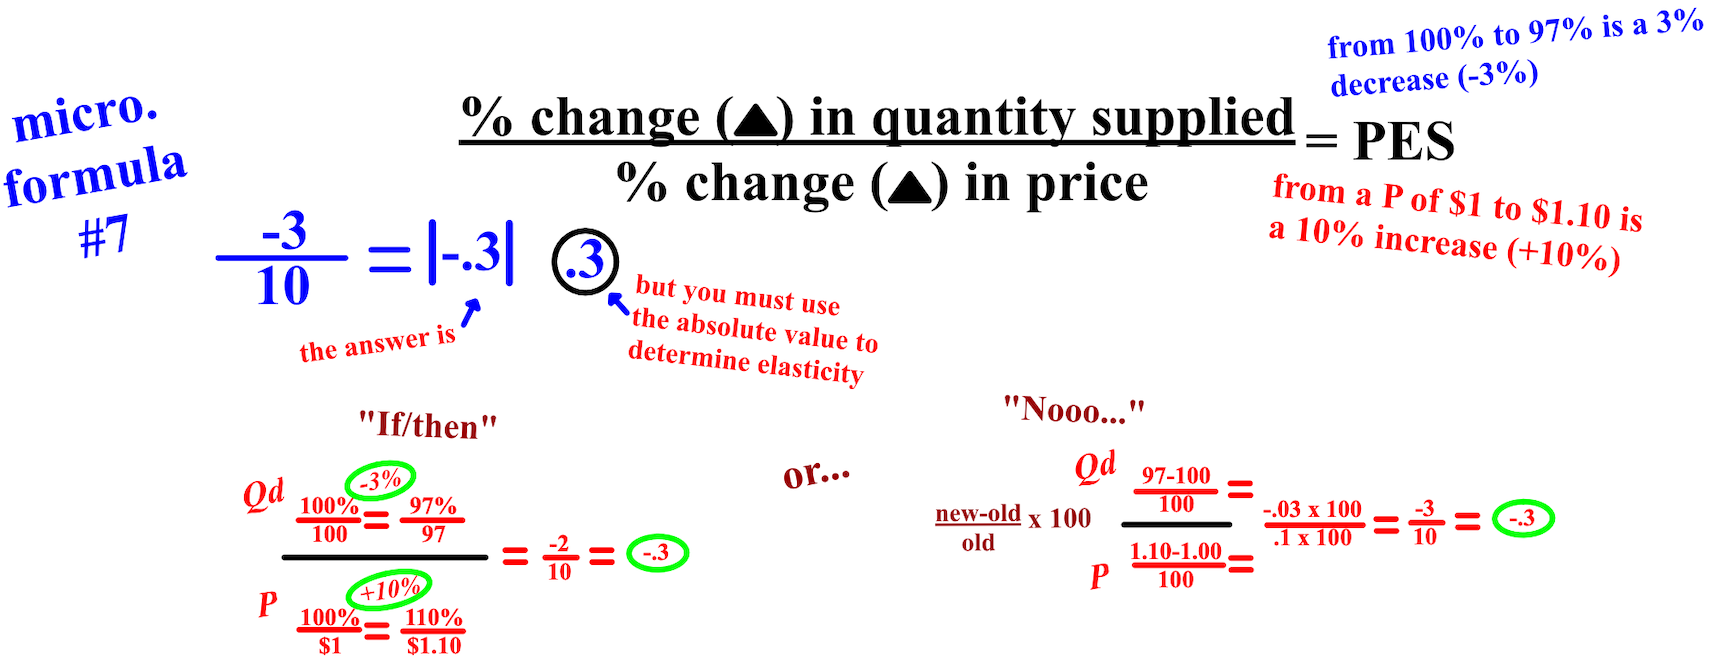 micro.
formula
#7
% change (▲) in quantity supplied
% change (▲) in price
= PES
from 100% to 97% is a 3%
decrease (-3%)
from a P of $1 to $1.10 is
a 10% increase (+10%)
-3
10
= |-.3|
.3
the answer is
but you must use
the absolute value to
determine elasticity
"If/then"
Qd
-3%
100% = 97%
100 97
P
+10%
100% = 110%
$1 $1.10
= -2 = -.3
10
or...
"Nooo..."
new-old x 100
old
Qd
97-100 =
100
P
1.10-1.00 =
100
-.03 x 100 = -3 = -.3
.1 x 100 10